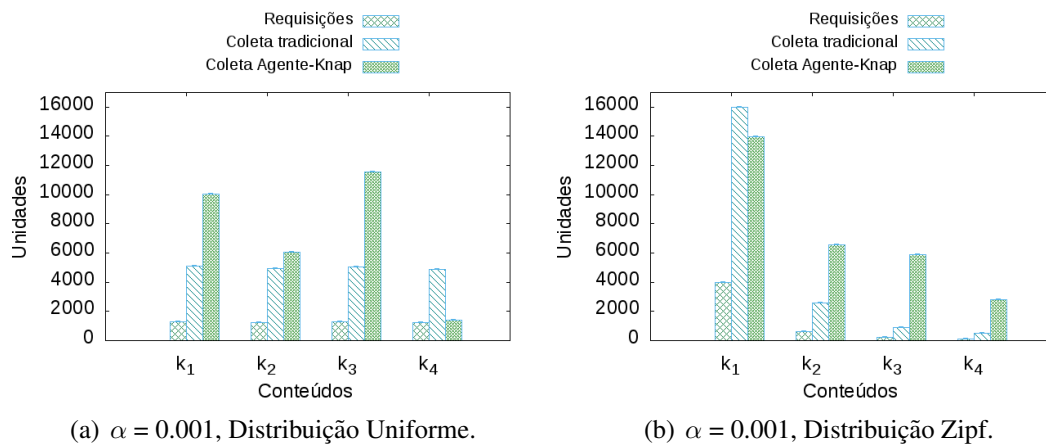 Requisições
Coleta tradicional
Coleta Agente-Knap
16000
14000
12000
10000
8000
6000
4000
2000
0
Unidades
k1 k2 k3 k4
Conteúdos
(a) α = 0.001, Distribuição Uniforme.
Requisições
Coleta tradicional
Coleta Agente-Knap
16000
14000
12000
10000
8000
6000
4000
2000
0
Unidades
k1 k2 k3 k4
Conteúdos
(b) α = 0.001, Distribuição Zipf.